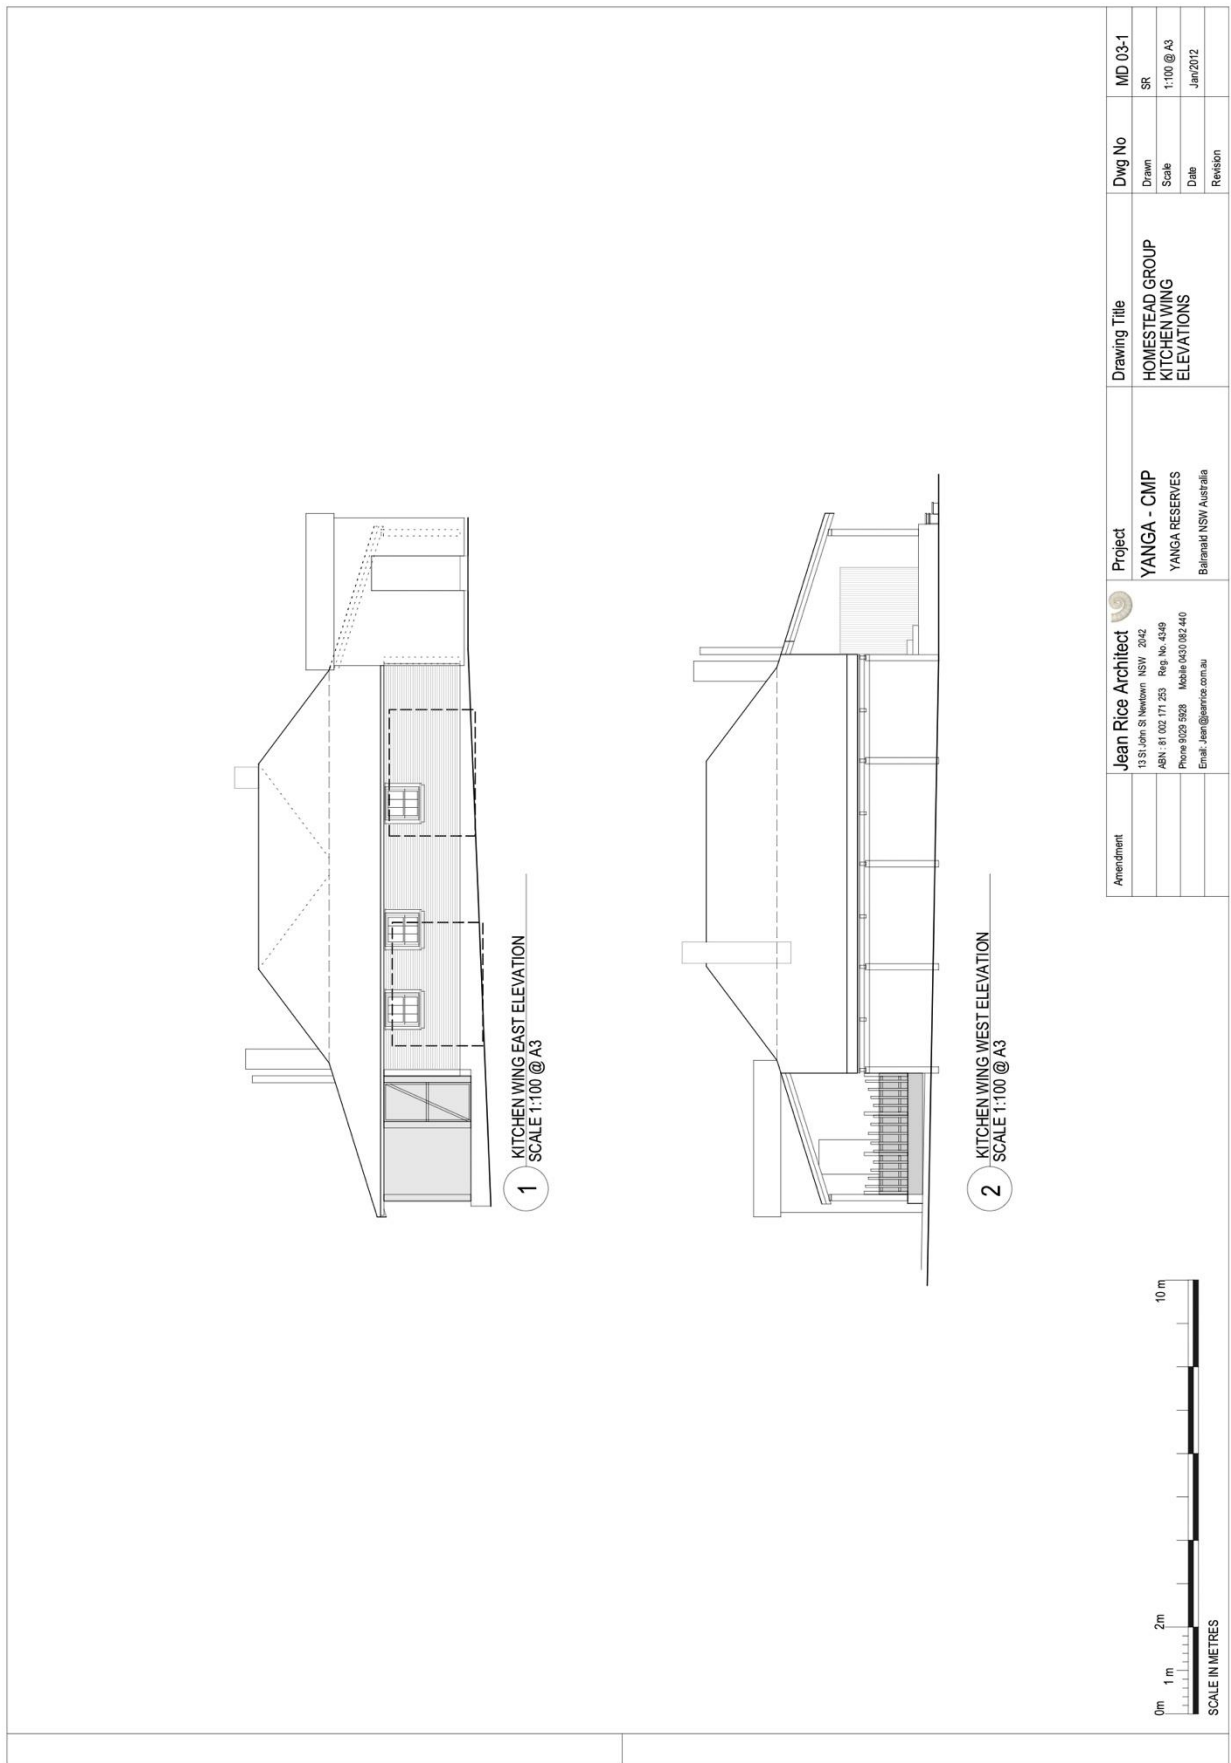 1
KITCHEN WING EAST ELEVATION
SCALE 1:100 @ A3
2
KITCHEN WING WEST ELEVATION
SCALE 1:100 @ A3
0m
1 m
2m
10 m
SCALE IN METRES
Amendment
Jean Rice Architect
13 St John St Newtown NSW 2042
ABN : 81 002 171 253 Reg. No. 4349
Phone 9029 5928 Mobile 0430 082 440
Email: Jean@jeanrice.com.au
Project
YANGA - CMP
YANGA RESERVES
Balranald NSW Australia
Drawing Title
HOMESTEAD GROUP
KITCHEN WING
ELEVATIONS
Dwg No MD 03-1
Drawn SR
Scale 1:100 @ A3
Date Jan/2012
Revision